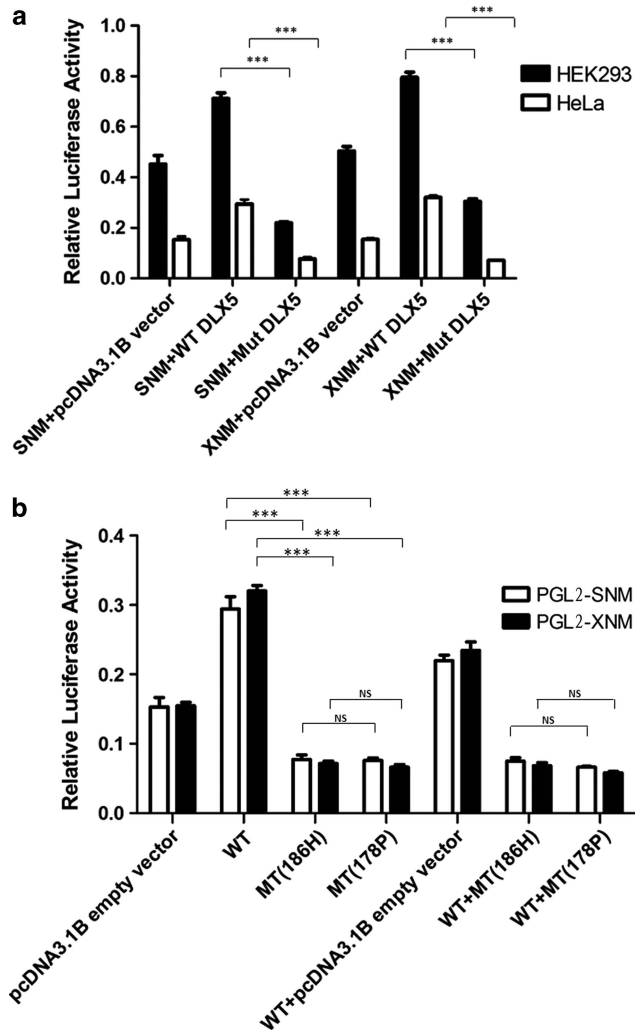 a
***
***
***
***
HEK293
HeLa
Relative Luciferase Activity
0.8
0.6
0.4
0.2
0.0
SNM+pcDNA3.1B vector
SNM+WT DLX5
SNM+Mut DLX5
XNM+pcDNA3.1B vector
XNM+WT DLX5
XNM+Mut DLX5
b
***
***
***
***
PGL2-SNM
PGL2-XNM
Relative Luciferase Activity
0.4
0.3
0.2
0.1
0.0
NS
NS
NS
NS
pcDNA3.1B empty vector
WT
MT(186H)
MT(178P)
WT+pcDNA3.1B empty vector
WT+MT(186H)
WT+MT(178P)